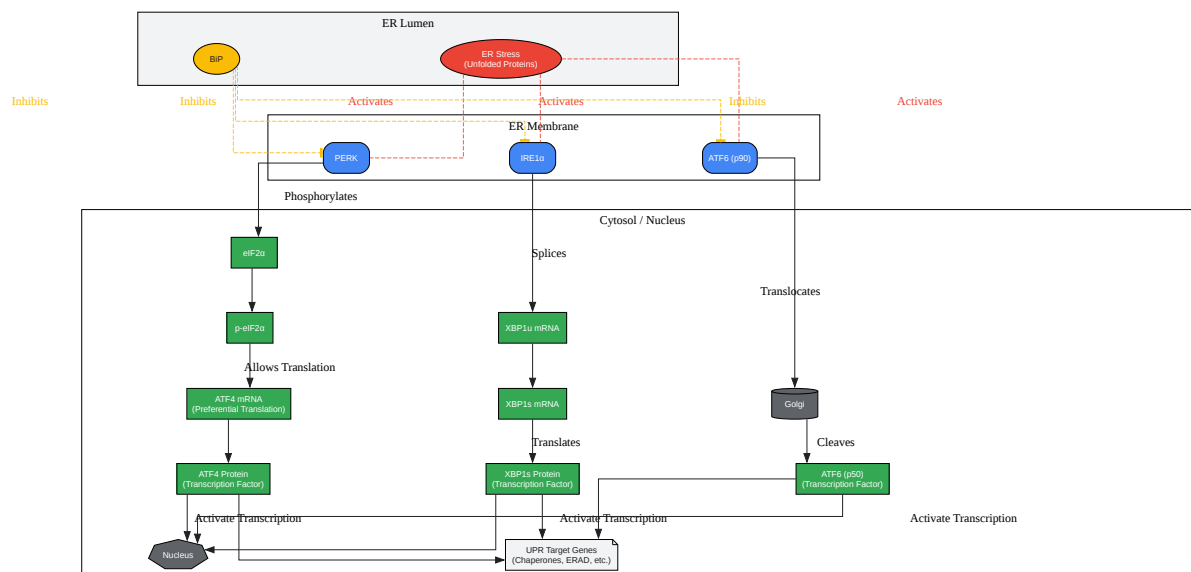 ER Lumen
BiP
ER Stress
(Unfolded Proteins)
Inhibits
Inhibits
Activates
Activates
Inhibits
Activates
ER Membrane
PERK
IRE1α
ATF6 (p90)
Phosphorylates
Cytosol / Nucleus
eIF2α
Splices
Translocates
p-eIF2α
XBP1u mRNA
Allows Translation
ATF4 mRNA
(Preferential Translation)
XBP1s mRNA
Golgi
Translates
Cleaves
ATF4 Protein
(Transcription Factor)
XBP1s Protein
(Transcription Factor)
ATF6 (p50)
(Transcription Factor)
Activate Transcription
Activate Transcription
Activate Transcription
Nucleus
UPR Target Genes
(Chaperones, ERAD, etc.)